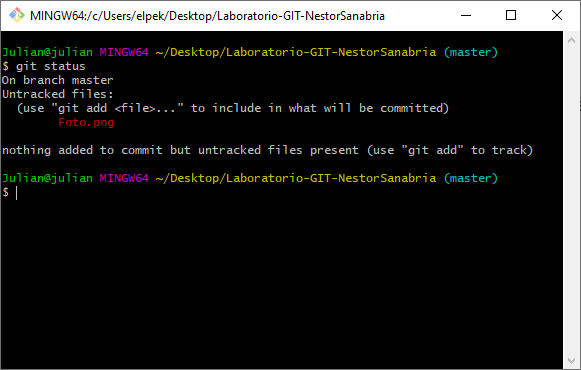 MINGW64:/c/Users/elpek/Desktop/Laboratorio-GIT-NestorSanabria
Julian@julian MINGW64 ~/Desktop/Laboratorio-GIT-NestorSanabria (master)
$ git status
On branch master
Untracked files:
  (use "git add <file>..." to include in what will be committed)
        Foto.png
nothing added to commit but untracked files present (use "git add" to track)
Julian@julian MINGW64 ~/Desktop/Laboratorio-GIT-NestorSanabria (master)
$